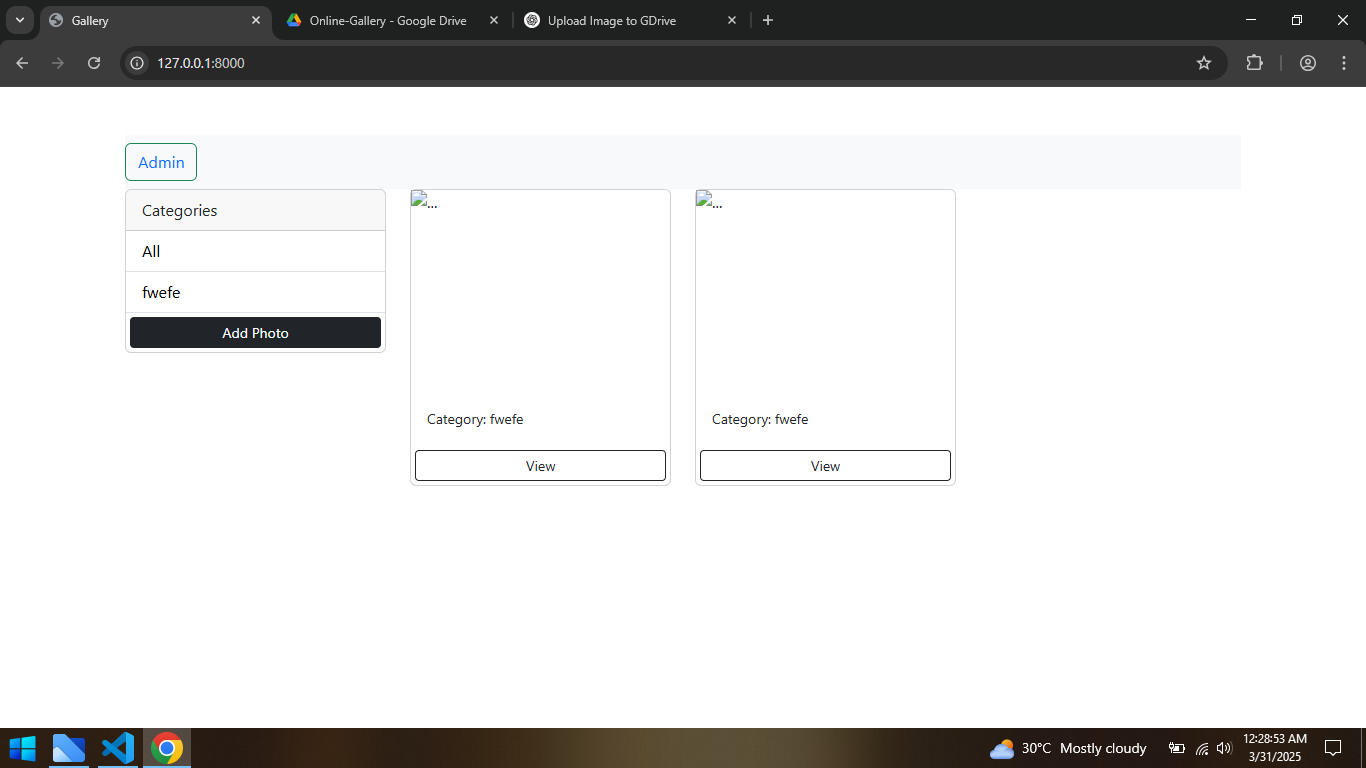 Gallery
Online-Gallery - Google Drive
Upload Image to GDrive
127.0.0.1:8000
Admin
Categories
All
fwefe
Add Photo
...
Category: fwefe
View
...
Category: fwefe
View
30°C Mostly cloudy
12:28:53 AM
3/31/2025